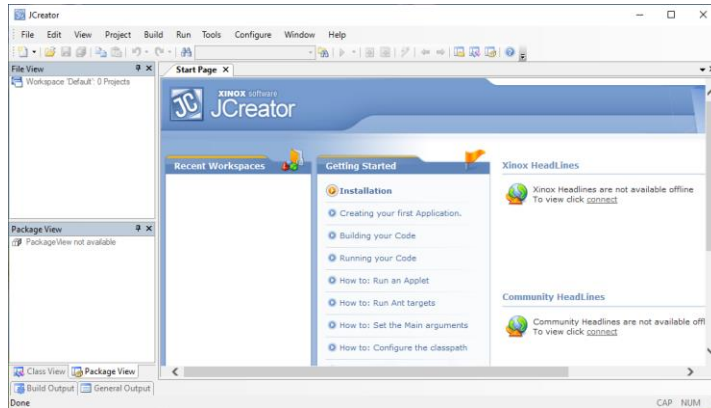 JCreator
File Edit View Project Build Run Tools Configure Window Help
File View
Workspace 'Default': 0 Projects
Start Page
XINOX software
JCreator
Recent Workspaces
Getting Started
Installation
Creating your first Application.
Building your Code
Running your Code
How to: Run an Applet
How to: Run Ant targets
How to: Set the Main arguments
How to: Configure the classpath
Xinox HeadLines
Xinox Headlines are not available offline
To view click connect
Community HeadLines
Community Headlines are not available offl
To view click connect
Package View
PackageView not available
Class View Package View
Build Output General Output
Done
CAP NUM